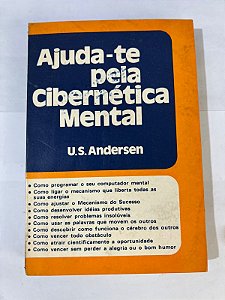 Ajuda-te
pela
Cibernética
Mental
U.S. Andersen
• Como programar o seu computador mental
• Como ligar o mecanismo que liberta todas as
suas energias
• Como ajustar o Mecanismo do Sucesso
• Como desenvolver idéias produtivas
• Como resolver problemas insolúveis
• Como usar as palavras que movem os outros
• Como descobrir como funciona o cérebro dos outros
• Como vencer todo obstáculo
• Como atrair cientificamente a oportunidade
• Como vencer sem perder a alegria ou o bom humor